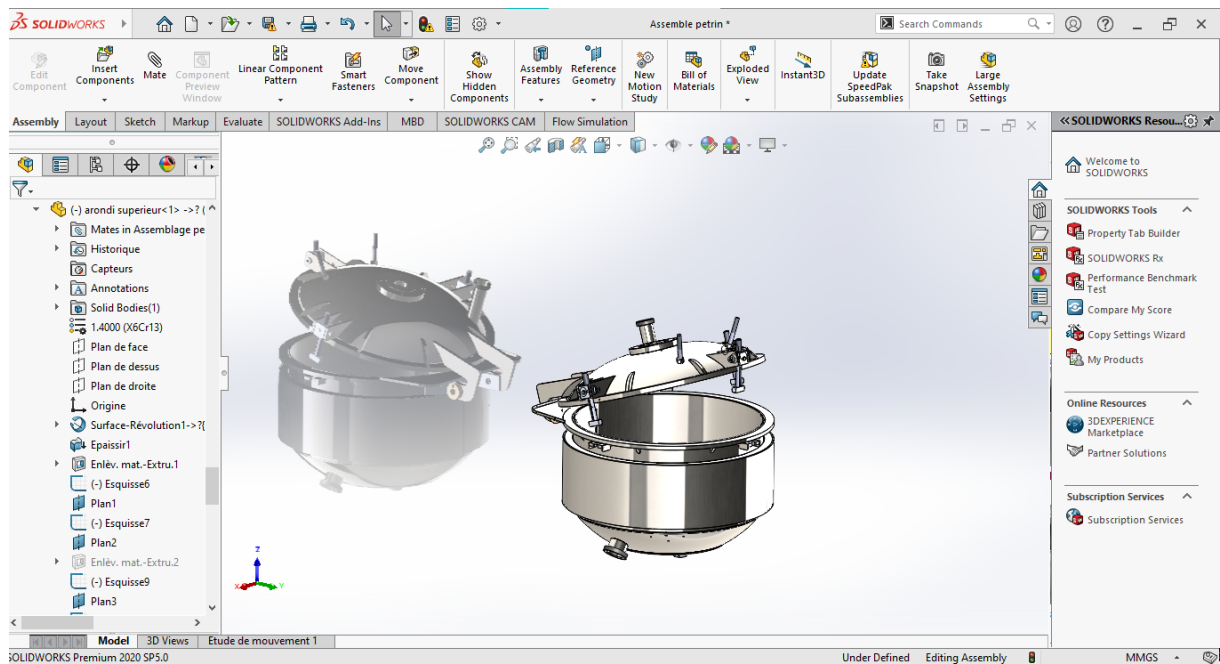 SOLIDWORKS
Assemble petrin *
Search Commands
Edit Component
Insert Components
Mate
Component Preview Window
Linear Component Pattern
Smart Fasteners
Move Component
Show Hidden Components
Assembly Features
Reference Geometry
New Motion Study
Bill of Materials
Exploded View
Instant3D
Update SpeedPak Subassemblies
Take Snapshot
Large Assembly Settings
Assembly
Layout
Sketch
Markup
Evaluate
SOLIDWORKS Add-Ins
MBD
SOLIDWORKS CAM
Flow Simulation
(-) arondi superieur<1> ->? (
Mates in Assemblage pe
Historique
Capteurs
Annotations
Solid Bodies(1)
1.4000 (X6Cr13)
Plan de face
Plan de dessus
Plan de droite
Origine
Surface-Révolution1->?{
Epaissir1
Enlèv. mat.-Extru.1
(-) Esquisse6
Plan1
(-) Esquisse7
Plan2
Enlèv. mat.-Extru.2
(-) Esquisse9
Plan3
Z
X
Y
SOLIDWORKS Resou...
Welcome to
SOLIDWORKS
SOLIDWORKS Tools
Property Tab Builder
SOLIDWORKS Rx
Performance Benchmark
Test
Compare My Score
Copy Settings Wizard
My Products
Online Resources
3DEXPERIENCE
Marketplace
Partner Solutions
Subscription Services
Subscription Services
Model
3D Views
Etude de mouvement 1
SOLIDWORKS Premium 2020 SP5.0
Under Defined
Editing Assembly
MMGS